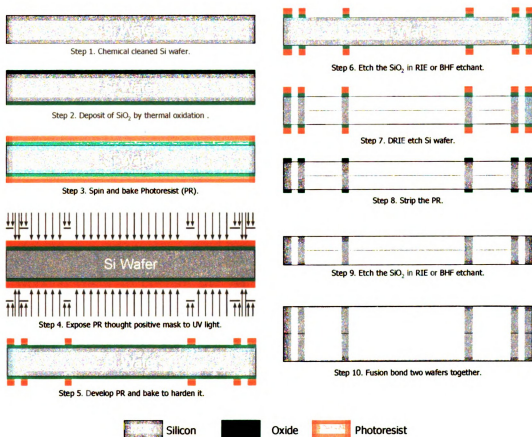 Step 1. Chemical cleaned Si wafer.
Step 2. Deposit of SiO2 by thermal oxidation .
Step 3. Spin and bake Photoresist (PR).
Si Wafer
Step 4. Expose PR thought positive mask to UV light.
Step 5. Develop PR and bake to harden it.
Step 6. Etch the SiO2 in RIE or BHF etchant.
Step 7. DRIE etch Si wafer.
Step 8. Strip the PR.
Step 9. Etch the SiO2 in RIE or BHF etchant.
Step 10. Fusion bond two wafers together.
Silicon
Oxide
Photoresist